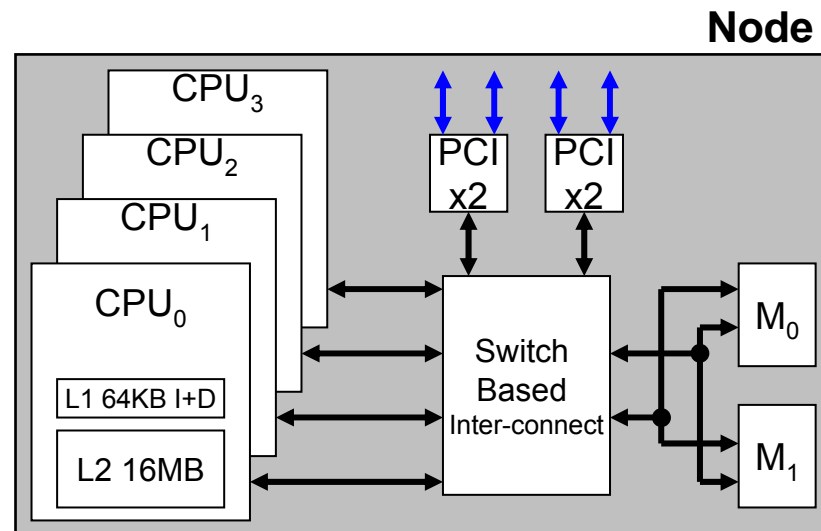 Node
CPU₃
CPU₂
CPU₁
CPU₀
L1 64KB I+D
L2 16MB
PCI
x2
PCI
x2
Switch
Based
Inter-connect
M₀
M₁